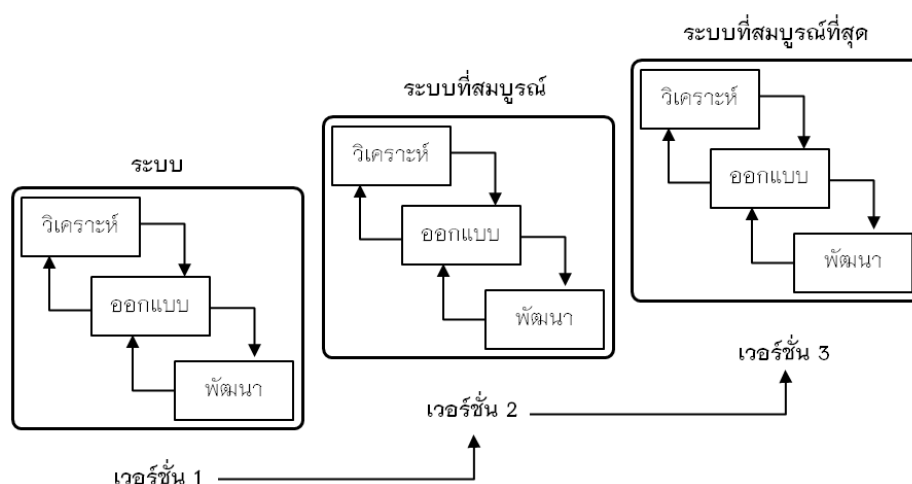 ระบบ
วิเคราะห์
ออกแบบ
พัฒนา
เวอร์ชั่น 1
ระบบที่สมบูรณ์
วิเคราะห์
ออกแบบ
พัฒนา
เวอร์ชั่น 2
ระบบที่สมบูรณ์ที่สุด
วิเคราะห์
ออกแบบ
พัฒนา
เวอร์ชั่น 3